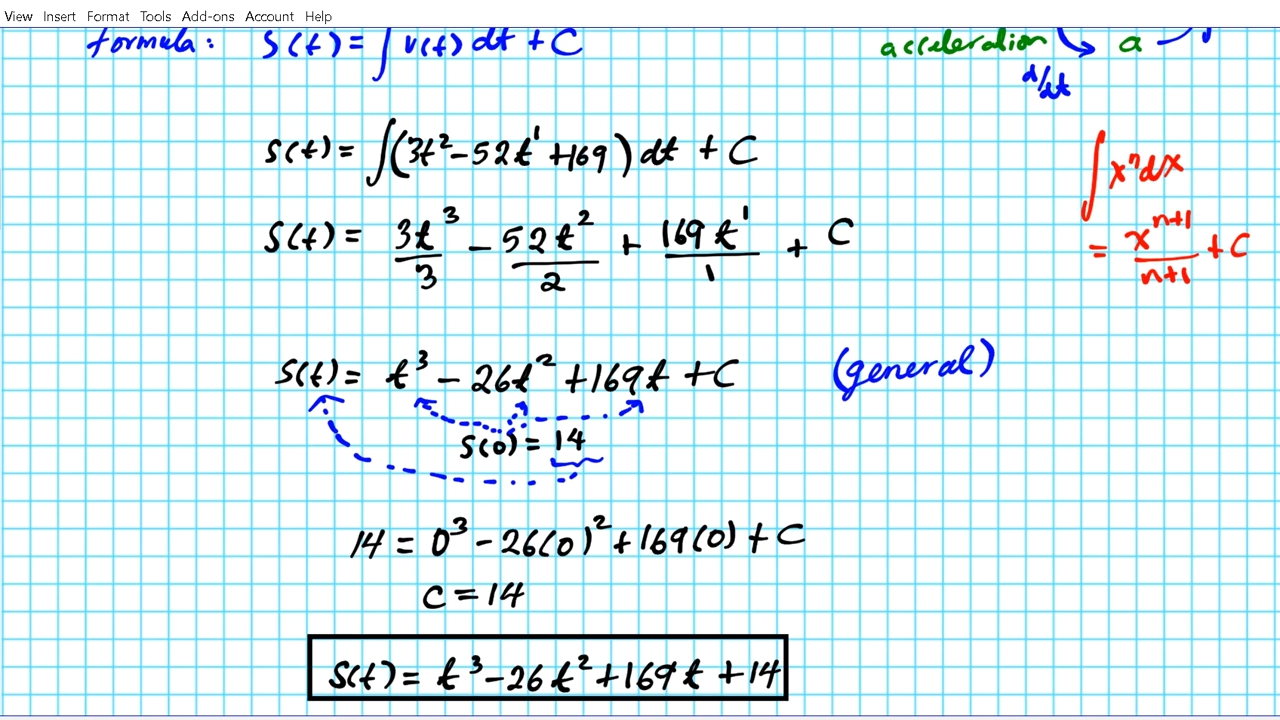 View Insert Format Tools Add-ons Account Help
formula: S(t) = ∫ v(t) dt + C
acceleration a
d/dt
S(t) = ∫(3t² - 52t¹ + 169) dt + C
∫xⁿdx
= xⁿ⁺¹/n+1 + C
S(t) = 3t³/3 - 52t²/2 + 169t¹/1 + C
S(t) = t³ - 26t² + 169t + C (general)
S(0) = 14
14 = 0³ - 26(0)² + 169(0) + C
C = 14
S(t) = t³ - 26t² + 169t + 14